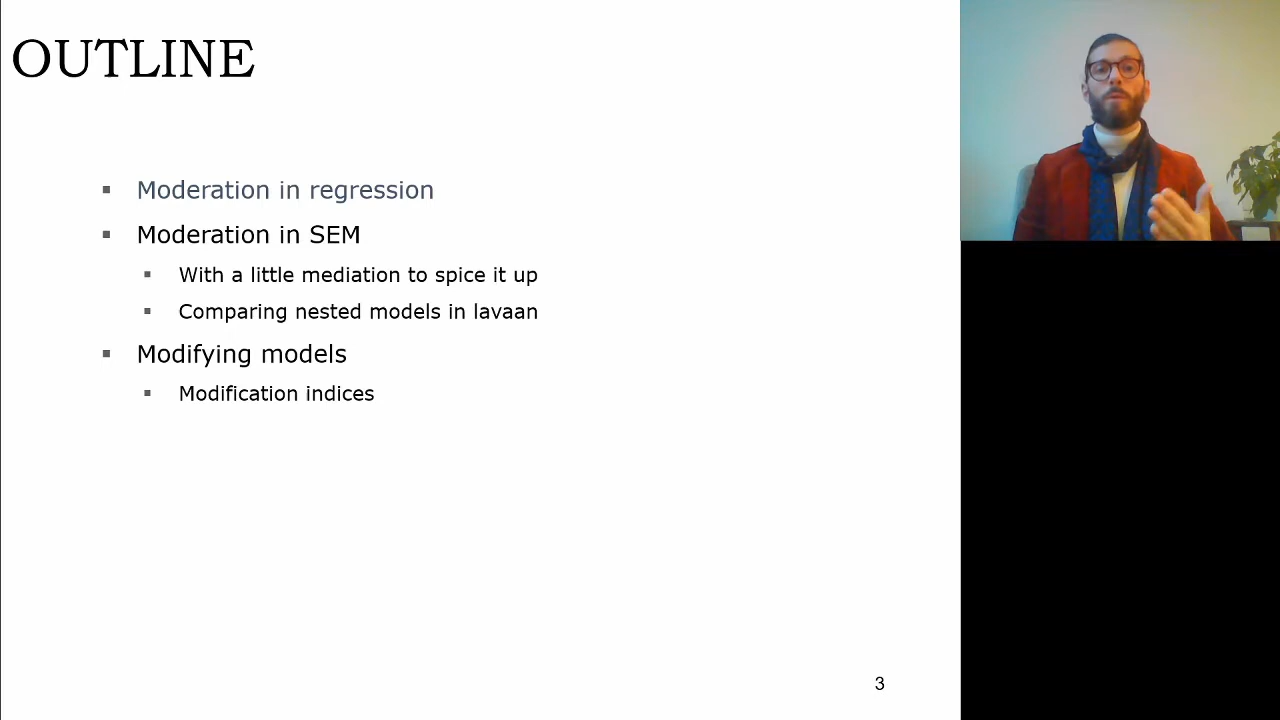 OUTLINE
Moderation in regression
Moderation in SEM
With a little mediation to spice it up
Comparing nested models in lavaan
Modifying models
Modification indices
3